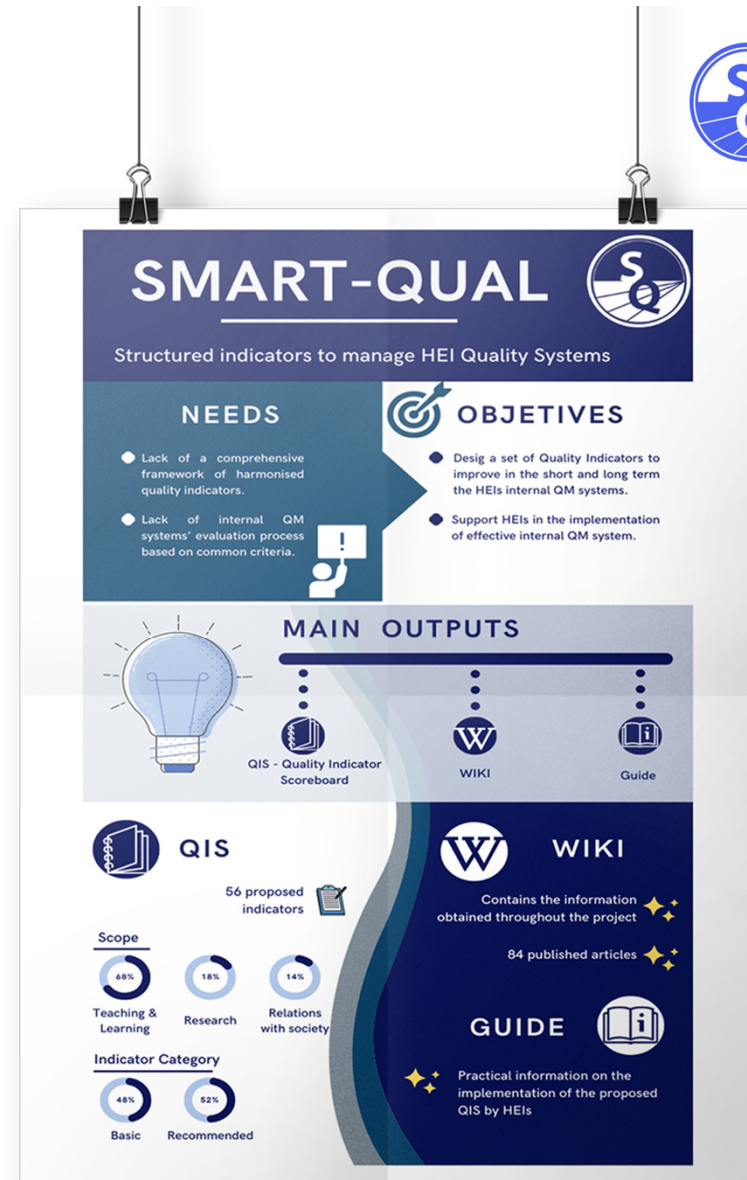 S
SMART-QUAL
S
Q
Structured indicators to manage HEI Quality Systems
NEEDS
Lack of a comprehensive
framework of harmonised
quality indicators.
Lack of internal QM
systems' evaluation process
based on common criteria.
!
OBJETIVES
Desig a set of Quality Indicators to
improve in the short and long term
the HEIs internal QM systems.
Support HEIs in the implementation
of effective internal QM system.
MAIN OUTPUTS
QIS - Quality Indicator
Scoreboard
W
WIKI
i
Guide
QIS
56 proposed
indicators
Scope
68%
Teaching &
Learning
18%
Research
14%
Relations
with society
Indicator Category
48%
Basic
52%
Recommended
W
WIKI
Contains the information
obtained throughout the project
84 published articles
GUIDE
i
Practical information on the
implementation of the proposed
QIS by HEIs